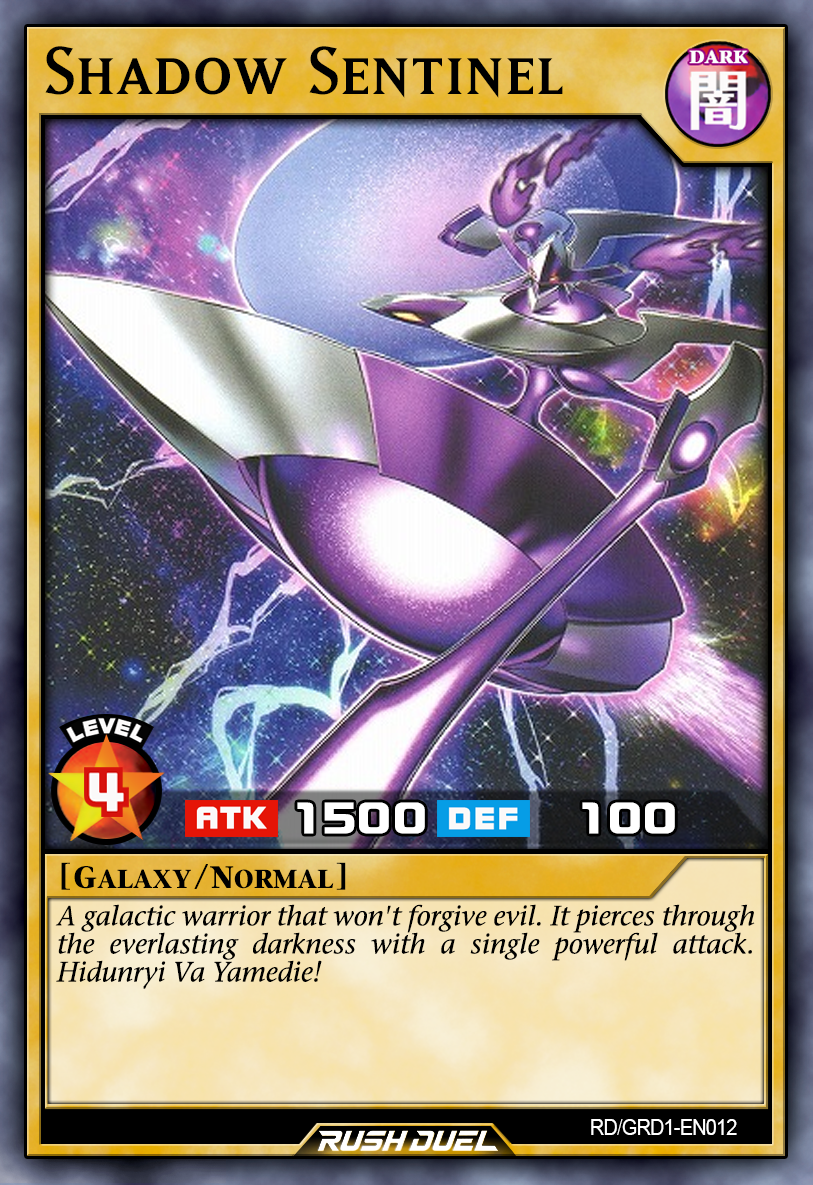 Shadow Sentinel
DARK
闇
LEVEL
4
ATK 1500 DEF 100
[Galaxy/Normal]
A galactic warrior that won't forgive evil. It pierces through
the everlasting darkness with a single powerful attack.
Hidunryi Va Yamedie!
RD/GRD1-EN012
RUSH DUEL